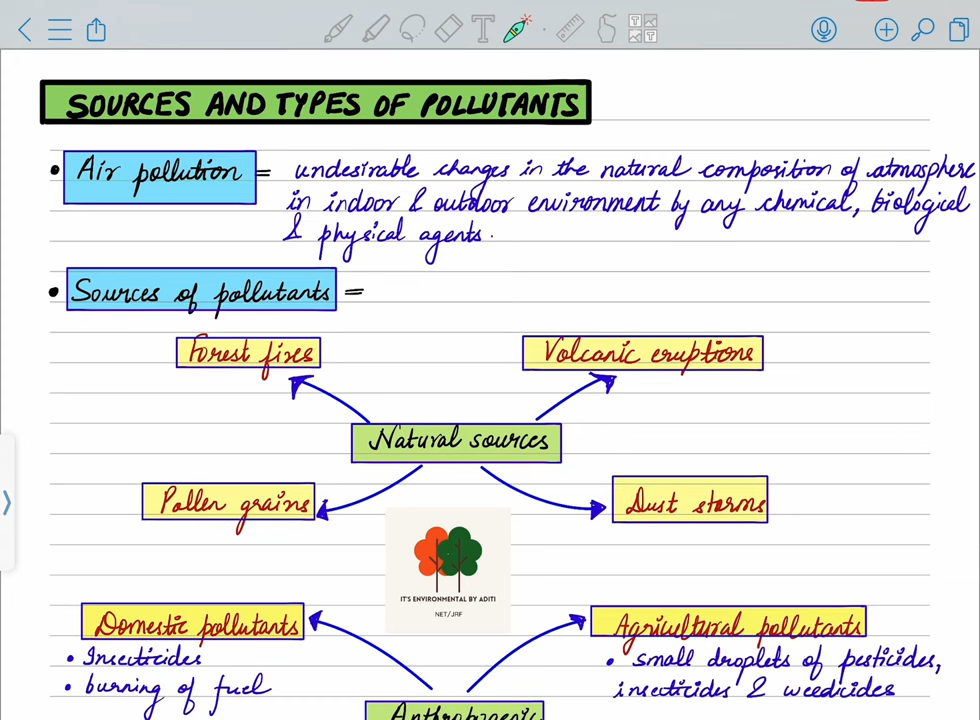 SOURCES AND TYPES OF POLLUTANTS
• Air pollution = undesirable changes in the natural composition of atmosphere
in indoor & outdoor environment by any chemical, biological
& physical agents.
• Sources of pollutants =
Forest fires
Volcanic eruptions
Natural sources
Pollen grains
Dust storms
IT'S ENVIRONMENTAL BY ADITI
NET/JRF
Domestic pollutants
Agricultural pollutants
• Insecticides
• small droplets of pesticides,
• burning of fuel
insecticides & weedicides
Anthropogenic